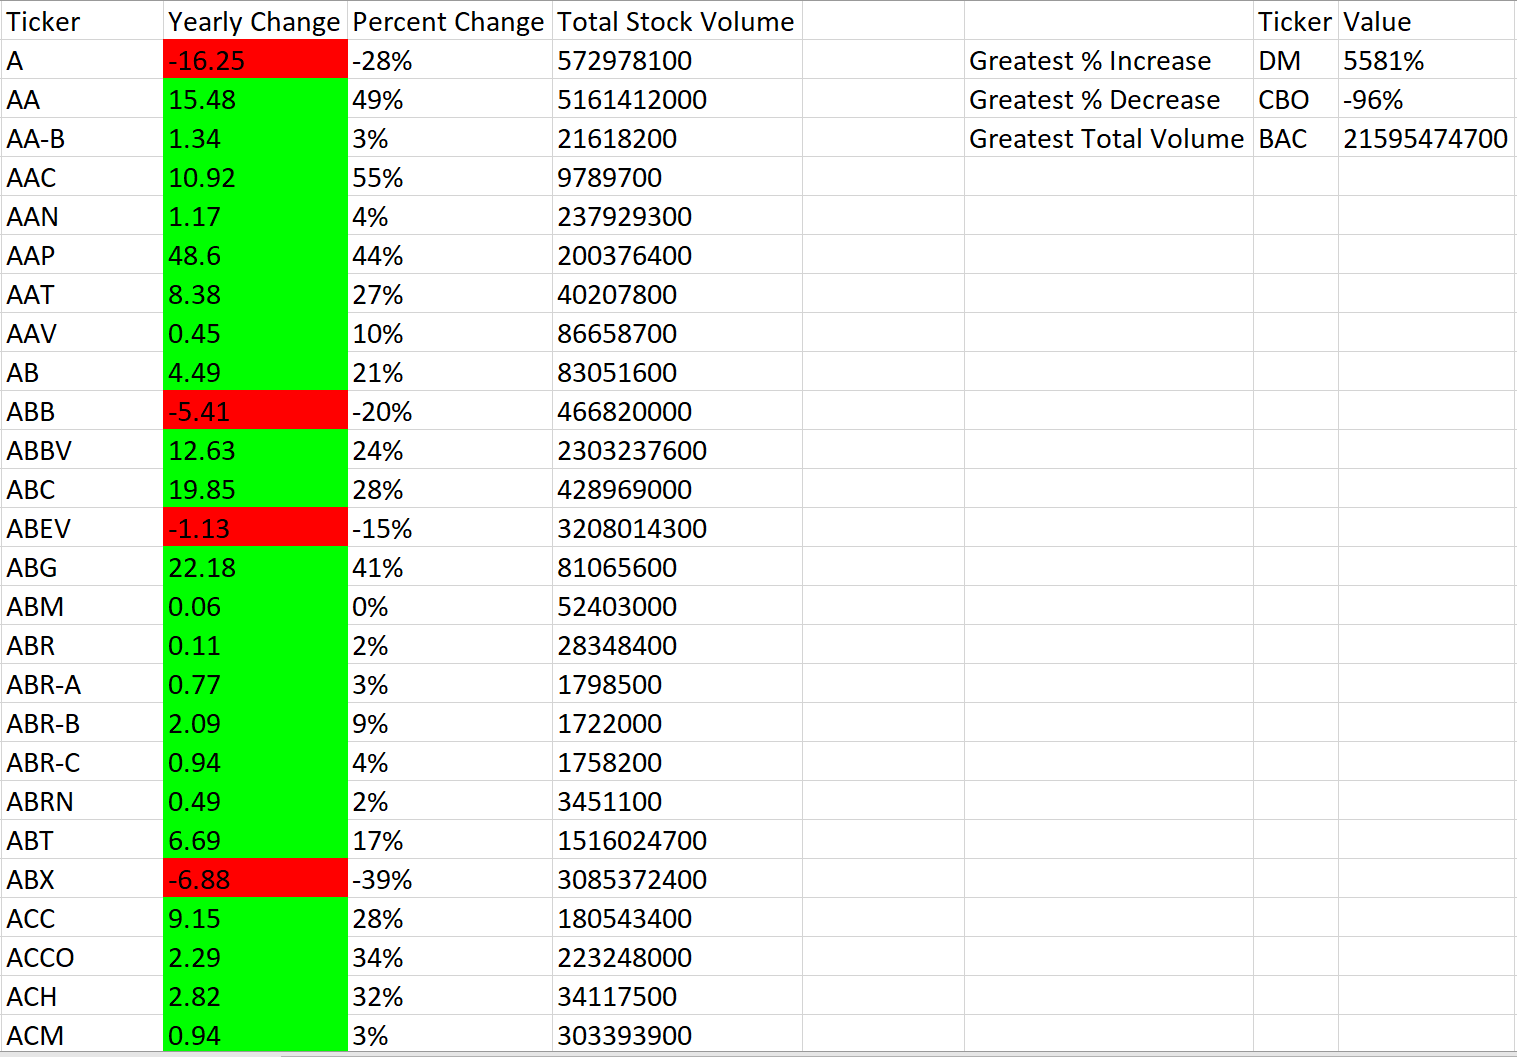 Ticker Yearly Change Percent Change Total Stock Volume Ticker Value
A -16.25 -28% 572978100 Greatest % Increase DM 5581%
AA 15.48 49% 5161412000 Greatest % Decrease CBO -96%
AA-B 1.34 3% 21618200 Greatest Total Volume BAC 21595474700
AAC 10.92 55% 9789700
AAN 1.17 4% 237929300
AAP 48.6 44% 200376400
AAT 8.38 27% 40207800
AAV 0.45 10% 86658700
AB 4.49 21% 83051600
ABB -5.41 -20% 466820000
ABBV 12.63 24% 2303237600
ABC 19.85 28% 428969000
ABEV -1.13 -15% 3208014300
ABG 22.18 41% 81065600
ABM 0.06 0% 52403000
ABR 0.11 2% 28348400
ABR-A 0.77 3% 1798500
ABR-B 2.09 9% 1722000
ABR-C 0.94 4% 1758200
ABRN 0.49 2% 3451100
ABT 6.69 17% 1516024700
ABX -6.88 -39% 3085372400
ACC 9.15 28% 180543400
ACCO 2.29 34% 223248000
ACH 2.82 32% 34117500
ACM 0.94 3% 303393900